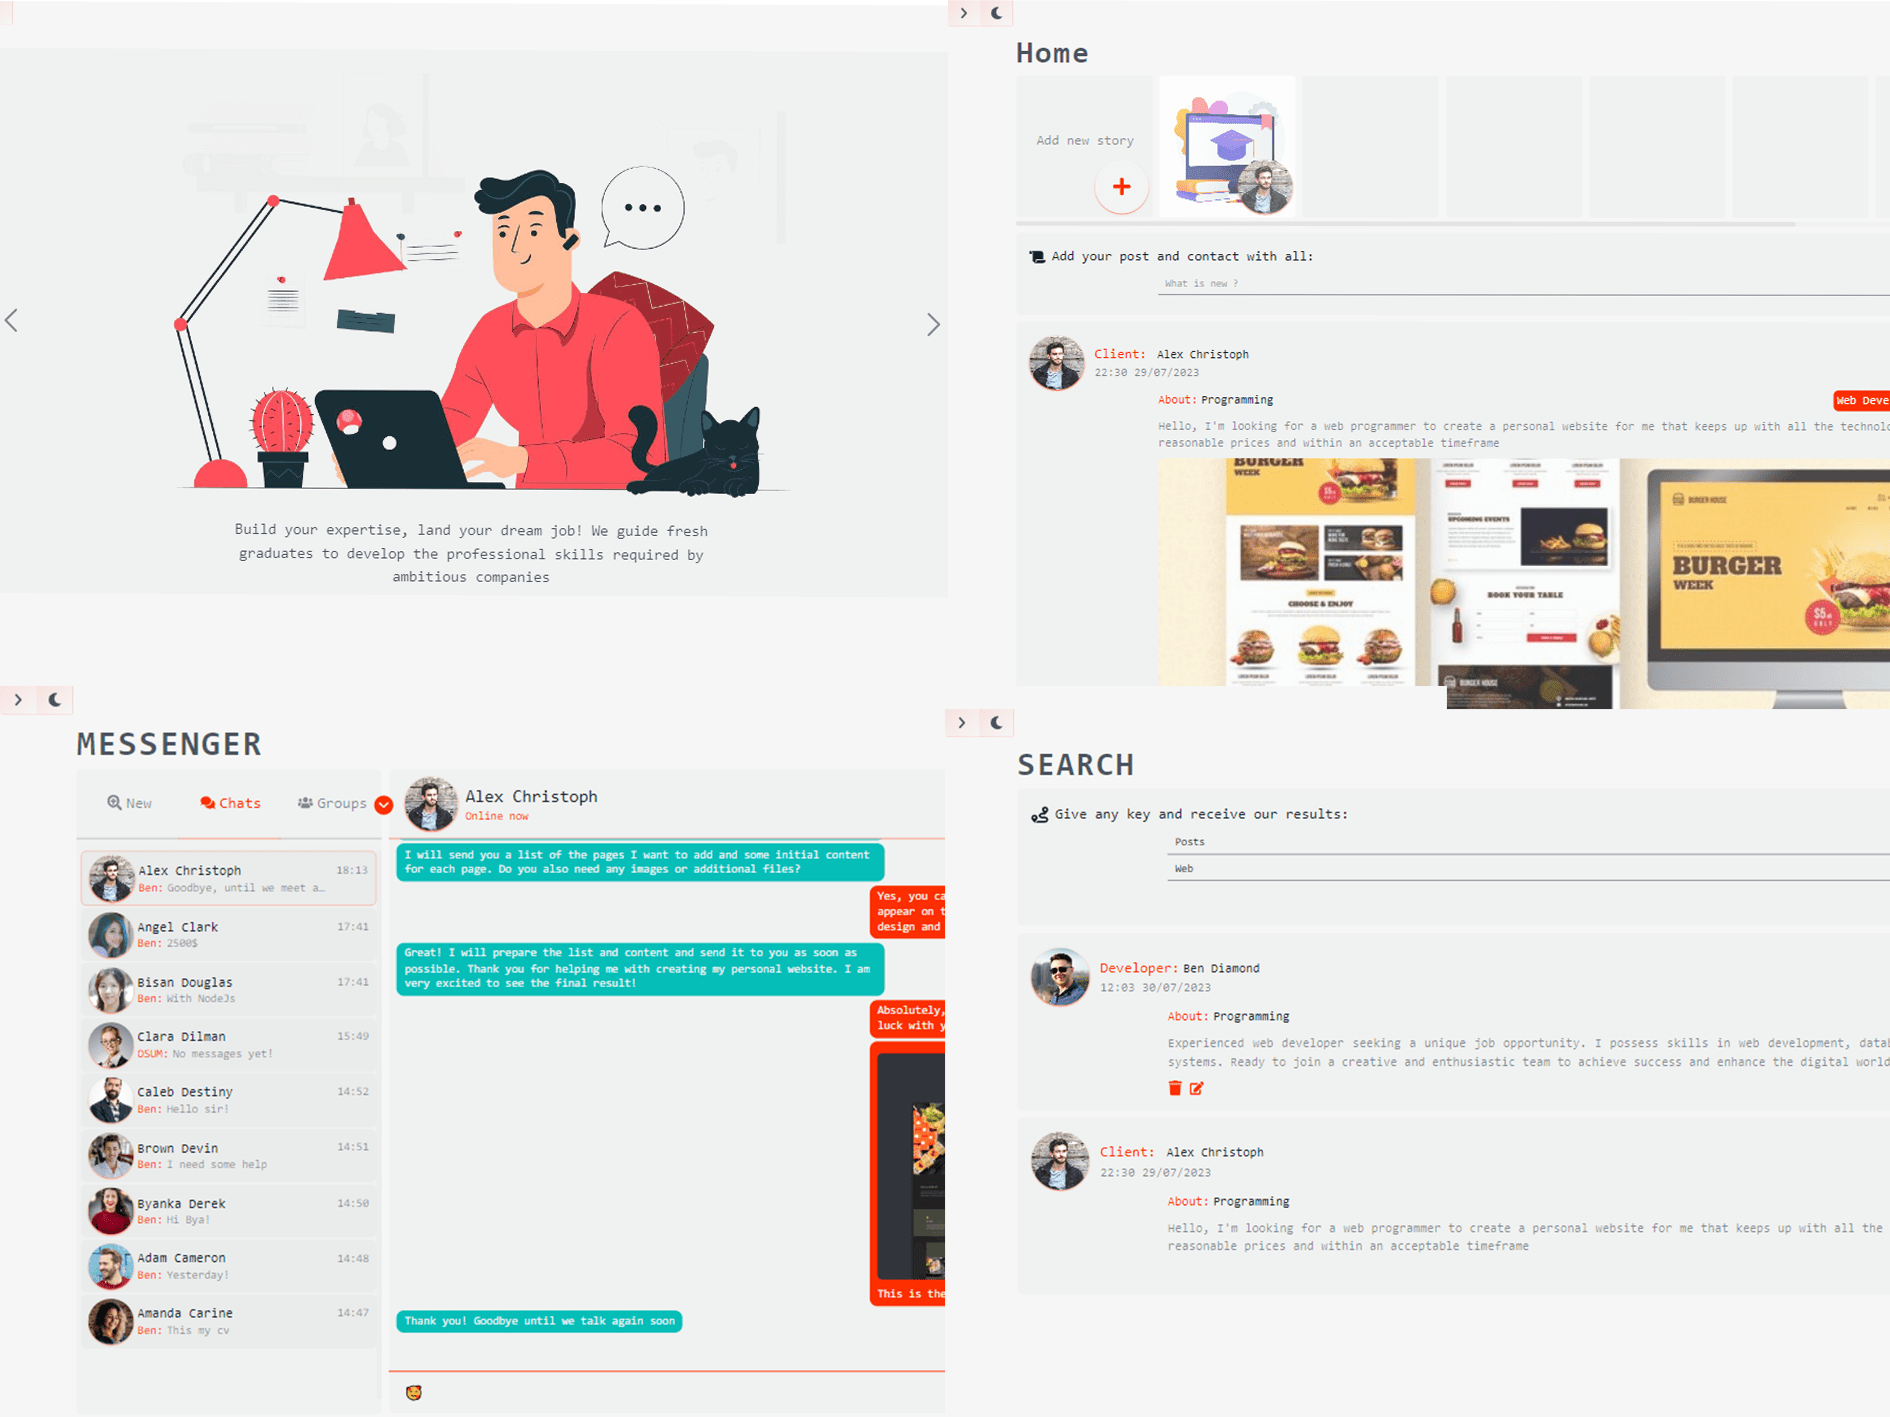 Build your expertise, land your dream job! We guide fresh
graduates to develop the professional skills required by
ambitious companies
Home
Add new story
Add your post and contact with all:
What is new ?
Client: Alex Christoph
22:30 29/07/2023
About: Programming
Web Deve
Hello, I'm looking for a web programmer to create a personal website for me that keeps up with all the technolo
reasonable prices and within an acceptable timeframe
BURGER
WEEK
UPCOMING EVENTS
BOOK YOUR TABLE
CHOOSE & ENJOY
BURGER HOUSE
BURGER
WEEK
$5
ONLY
BURGER HOUSE
MESSENGER
New
Chats
Groups
Alex Christoph 18:13
Ben: Goodbye, until we meet a…
Angel Clark 17:41
Ben: 2500$
Bisan Douglas 17:41
Ben: With NodeJs
Clara Dilman 15:49
DSUM: No messages yet!
Caleb Destiny 14:52
Ben: Hello sir!
Brown Devin 14:51
Ben: I need some help
Byanka Derek 14:50
Ben: Hi Bya!
Adam Cameron 14:48
Ben: Yesterday!
Amanda Carine 14:47
Ben: This my cv
Alex Christoph
Online now
I will send you a list of the pages I want to add and some initial content
for each page. Do you also need any images or additional files?
Yes, you ca
appear on t
design and
Great! I will prepare the list and content and send it to you as soon as
possible. Thank you for helping me with creating my personal website. I am
very excited to see the final result!
Absolutely,
luck with y
This is the
Thank you! Goodbye until we talk again soon
SEARCH
Give any key and receive our results:
Posts
Web
Developer: Ben Diamond
12:03 30/07/2023
About: Programming
Experienced web developer seeking a unique job opportunity. I possess skills in web development, datab
systems. Ready to join a creative and enthusiastic team to achieve success and enhance the digital world
Client: Alex Christoph
22:30 29/07/2023
About: Programming
Hello, I'm looking for a web programmer to create a personal website for me that keeps up with all the
reasonable prices and within an acceptable timeframe